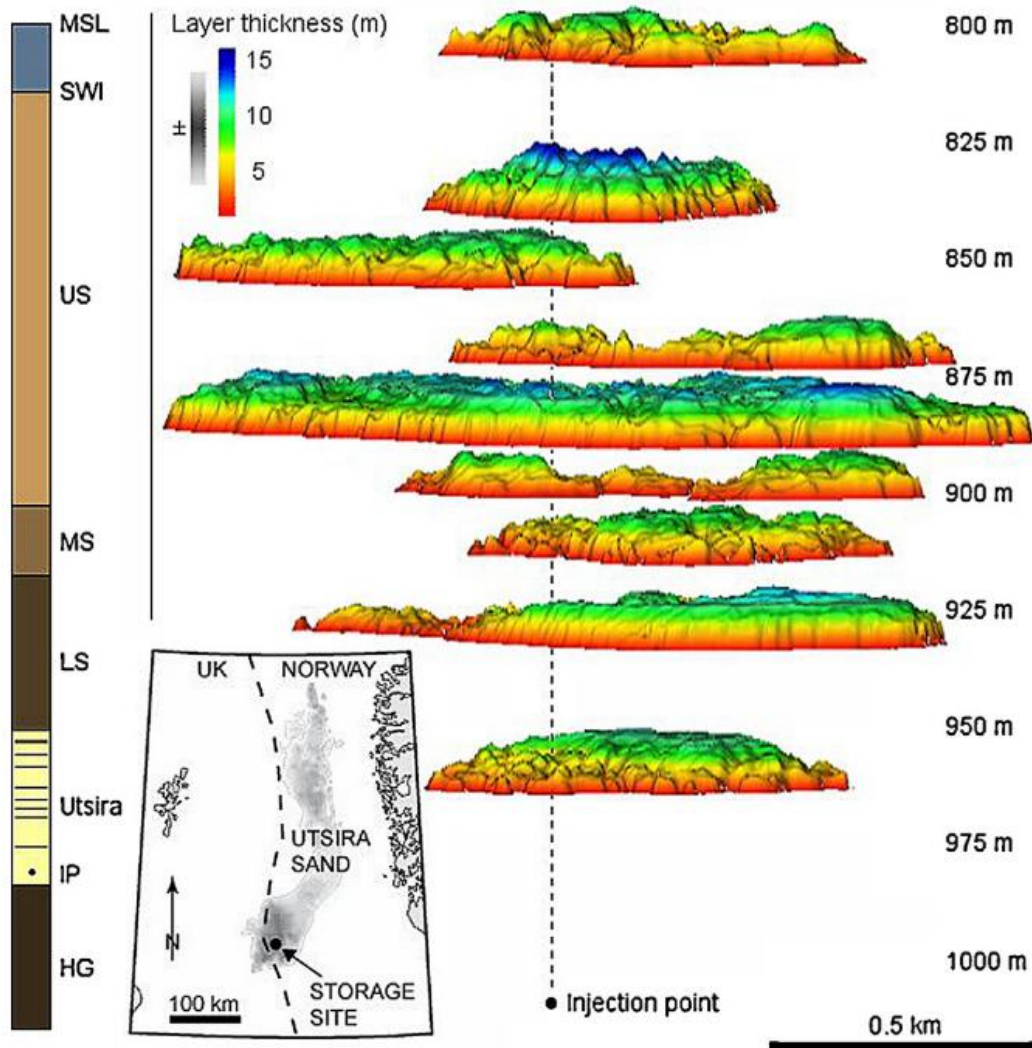 MSL
SWI
US
MS
LS
Utsira
IP
HG
Layer thickness (m)
±
15
10
5
800 m
825 m
850 m
875 m
900 m
925 m
950 m
975 m
1000 m
UK
NORWAY
UTSIRA
SAND
N
STORAGE
SITE
100 km
Injection point
0.5 km